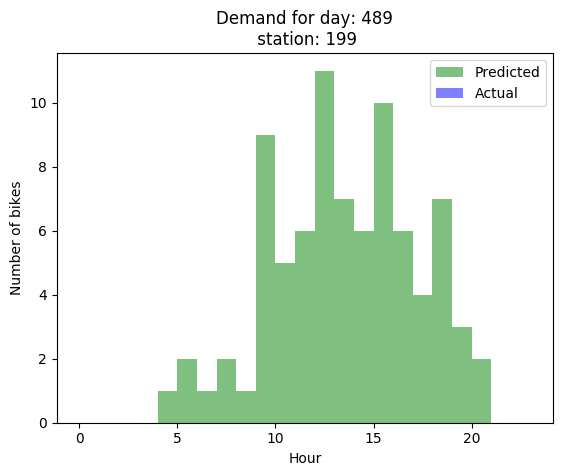 Demand for day: 489
station: 199
Predicted
Actual
Number of bikes
10
8
6
4
2
0
0 5 10 15 20
Hour